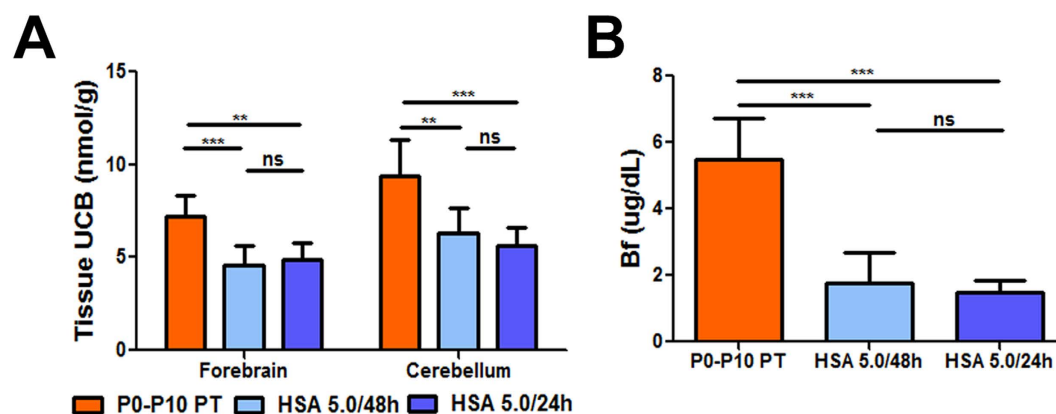 A
Tissue UCB (nmol/g)
15
10
5
0
**
***
ns
***
**
ns
Forebrain
Cerebellum
P0-P10 PT
HSA 5.0/48h
HSA 5.0/24h
B
Bf (ug/dL)
8
6
4
2
0
***
***
ns
P0-P10 PT
HSA 5.0/48h
HSA 5.0/24h